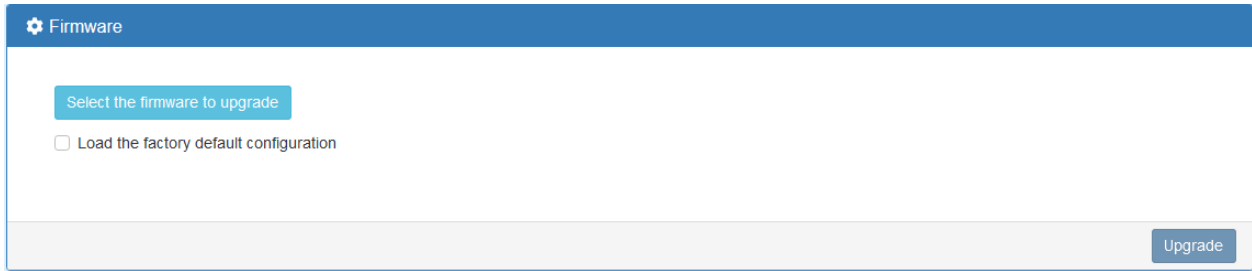 Firmware
Select the firmware to upgrade
Load the factory default configuration
Upgrade